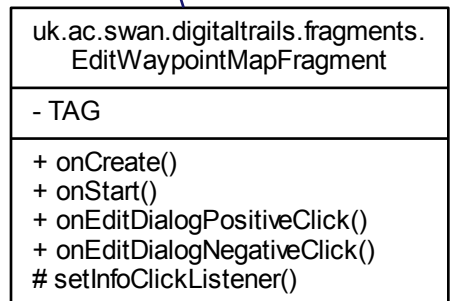 uk.ac.swan.digitaltrails.fragments.
EditWaypointMapFragment
- TAG
+ onCreate()
+ onStart()
+ onEditDialogPositiveClick()
+ onEditDialogNegativeClick()
# setInfoClickListener()